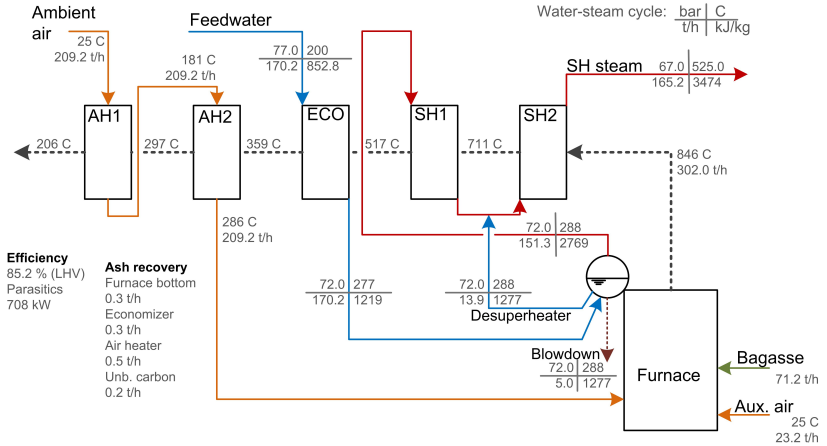 Ambient
air
25 C
209.2 t/h
Feedwater
181 C
209.2 t/h
77.0 200
170.2 852.8
Water-steam cycle: bar C
t/h kJ/kg
SH steam 67.0 525.0
165.2 3474
AH1 AH2 ECO SH1 SH2
206 C 297 C 359 C 517 C 711 C
846 C
302.0 t/h
286 C
209.2 t/h
72.0 288
151.3 2769
Efficiency
85.2 % (LHV)
Parasitics
708 kW
Ash recovery
Furnace bottom
0.3 t/h
Economizer
0.3 t/h
Air heater
0.5 t/h
Unb. carbon
0.2 t/h
72.0 277
170.2 1219
72.0 288
13.9 1277
Desuperheater
Blowdown
72.0 288
5.0 1277
Furnace
Bagasse
71.2 t/h
Aux. air
25 C
23.2 t/h